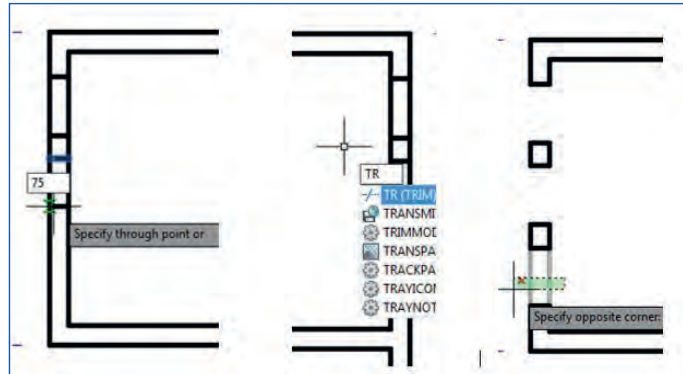 75
Specify through point or
TR
TR (TRIM)
TRANSMI
TRIMMOD
TRANSPA
TRACKPA
TRAYICON
TRAYNOT
Specify opposite corner: